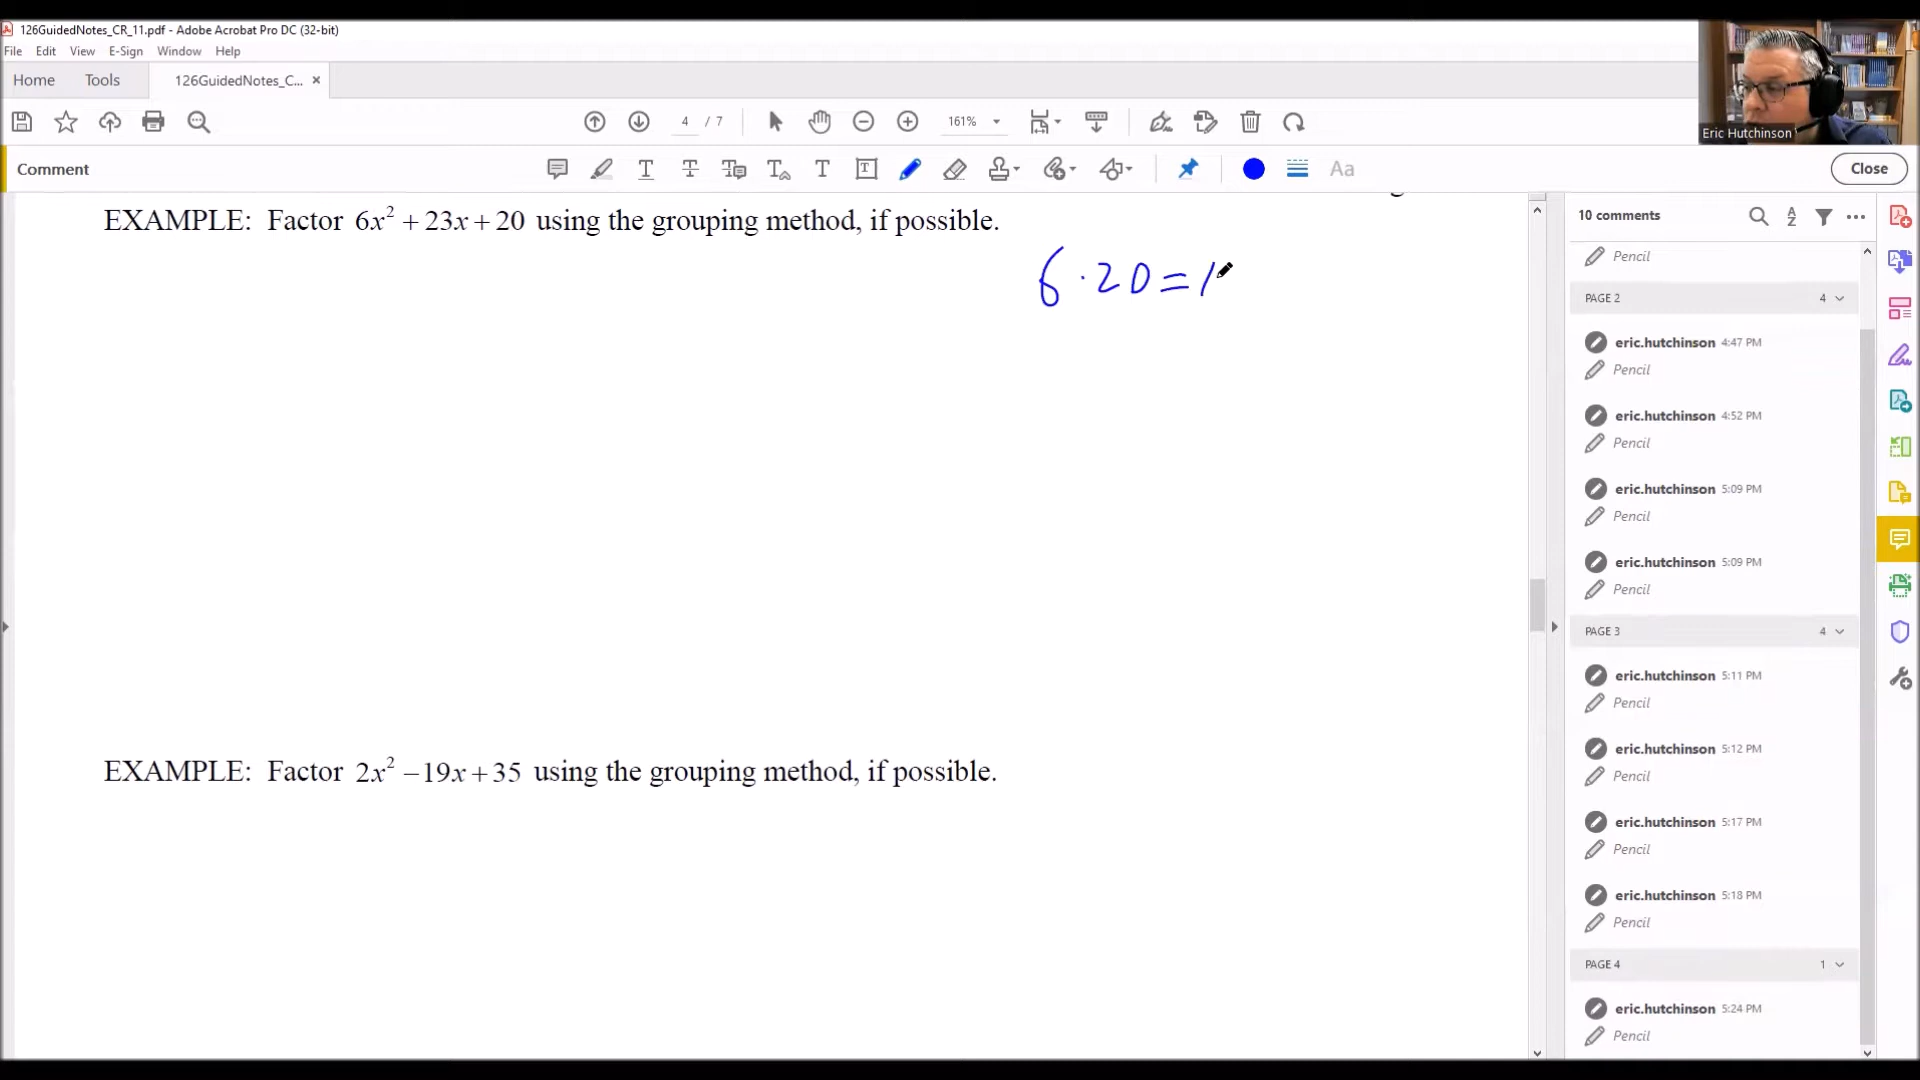 126GuidedNotes_CR_11.pdf - Adobe Acrobat Pro DC (32-bit)
File Edit View E-Sign Window Help
Home Tools 126GuidedNotes_C... ×
4 / 7 161%
Eric Hutchinson
Comment Aa Close
EXAMPLE: Factor 6x² + 23x + 20 using the grouping method, if possible.
6 · 20 = 1
EXAMPLE: Factor 2x² − 19x + 35 using the grouping method, if possible.
10 comments
Pencil
PAGE 2 4
eric.hutchinson 4:47 PM
Pencil
eric.hutchinson 4:52 PM
Pencil
eric.hutchinson 5:09 PM
Pencil
eric.hutchinson 5:09 PM
Pencil
PAGE 3 4
eric.hutchinson 5:11 PM
Pencil
eric.hutchinson 5:12 PM
Pencil
eric.hutchinson 5:17 PM
Pencil
eric.hutchinson 5:18 PM
Pencil
PAGE 4 1
eric.hutchinson 5:24 PM
Pencil